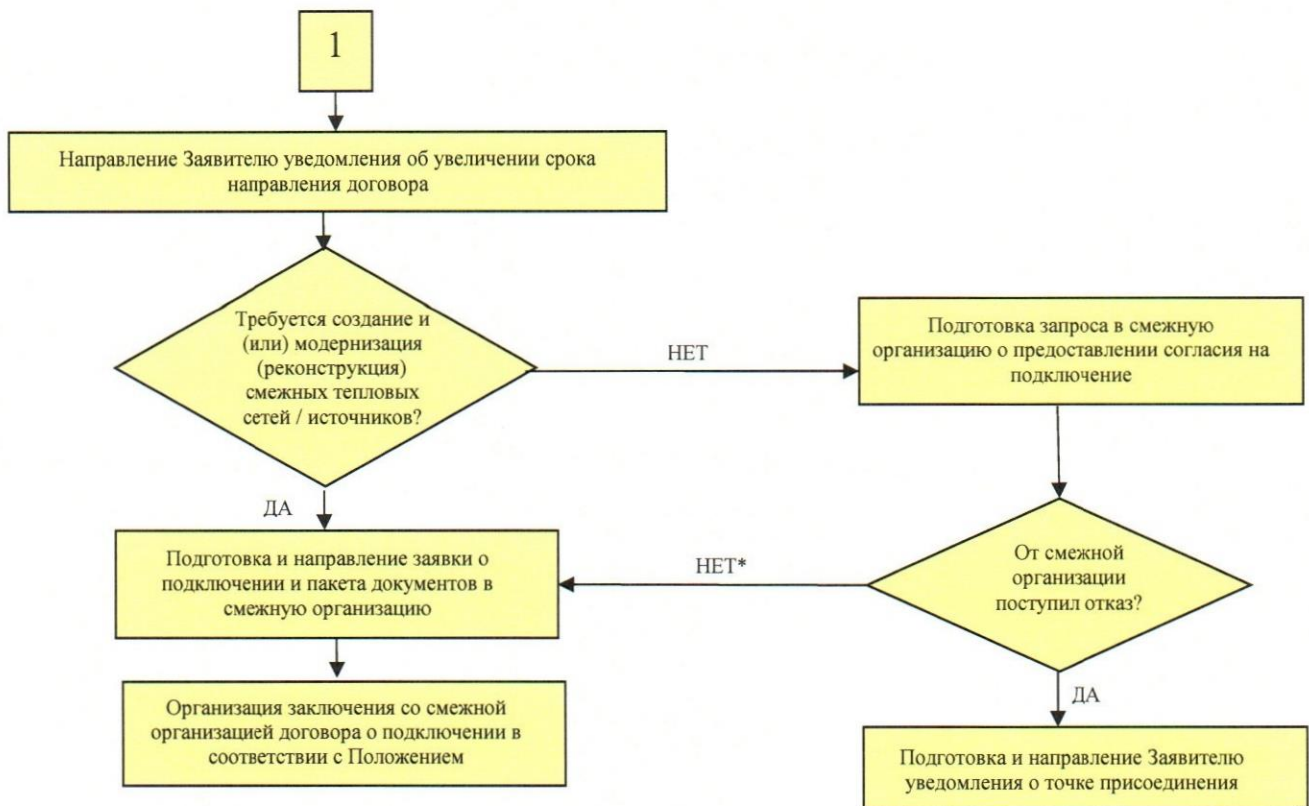 1
Направление Заявителю уведомления об увеличении срока
направления договора
Требуется создание и
(или) модернизация
(реконструкция)
смежных тепловых
сетей / источников?
НЕТ
Подготовка запроса в смежную
организацию о предоставлении согласия на
подключение
ДА
Подготовка и направление заявки о
подключении и пакета документов в
смежную организацию
НЕТ*
От смежной
организации
поступил отказ?
Организация заключения со смежной
организацией договора о подключении в
соответствии с Положением
ДА
Подготовка и направление Заявителю
уведомления о точке присоединения